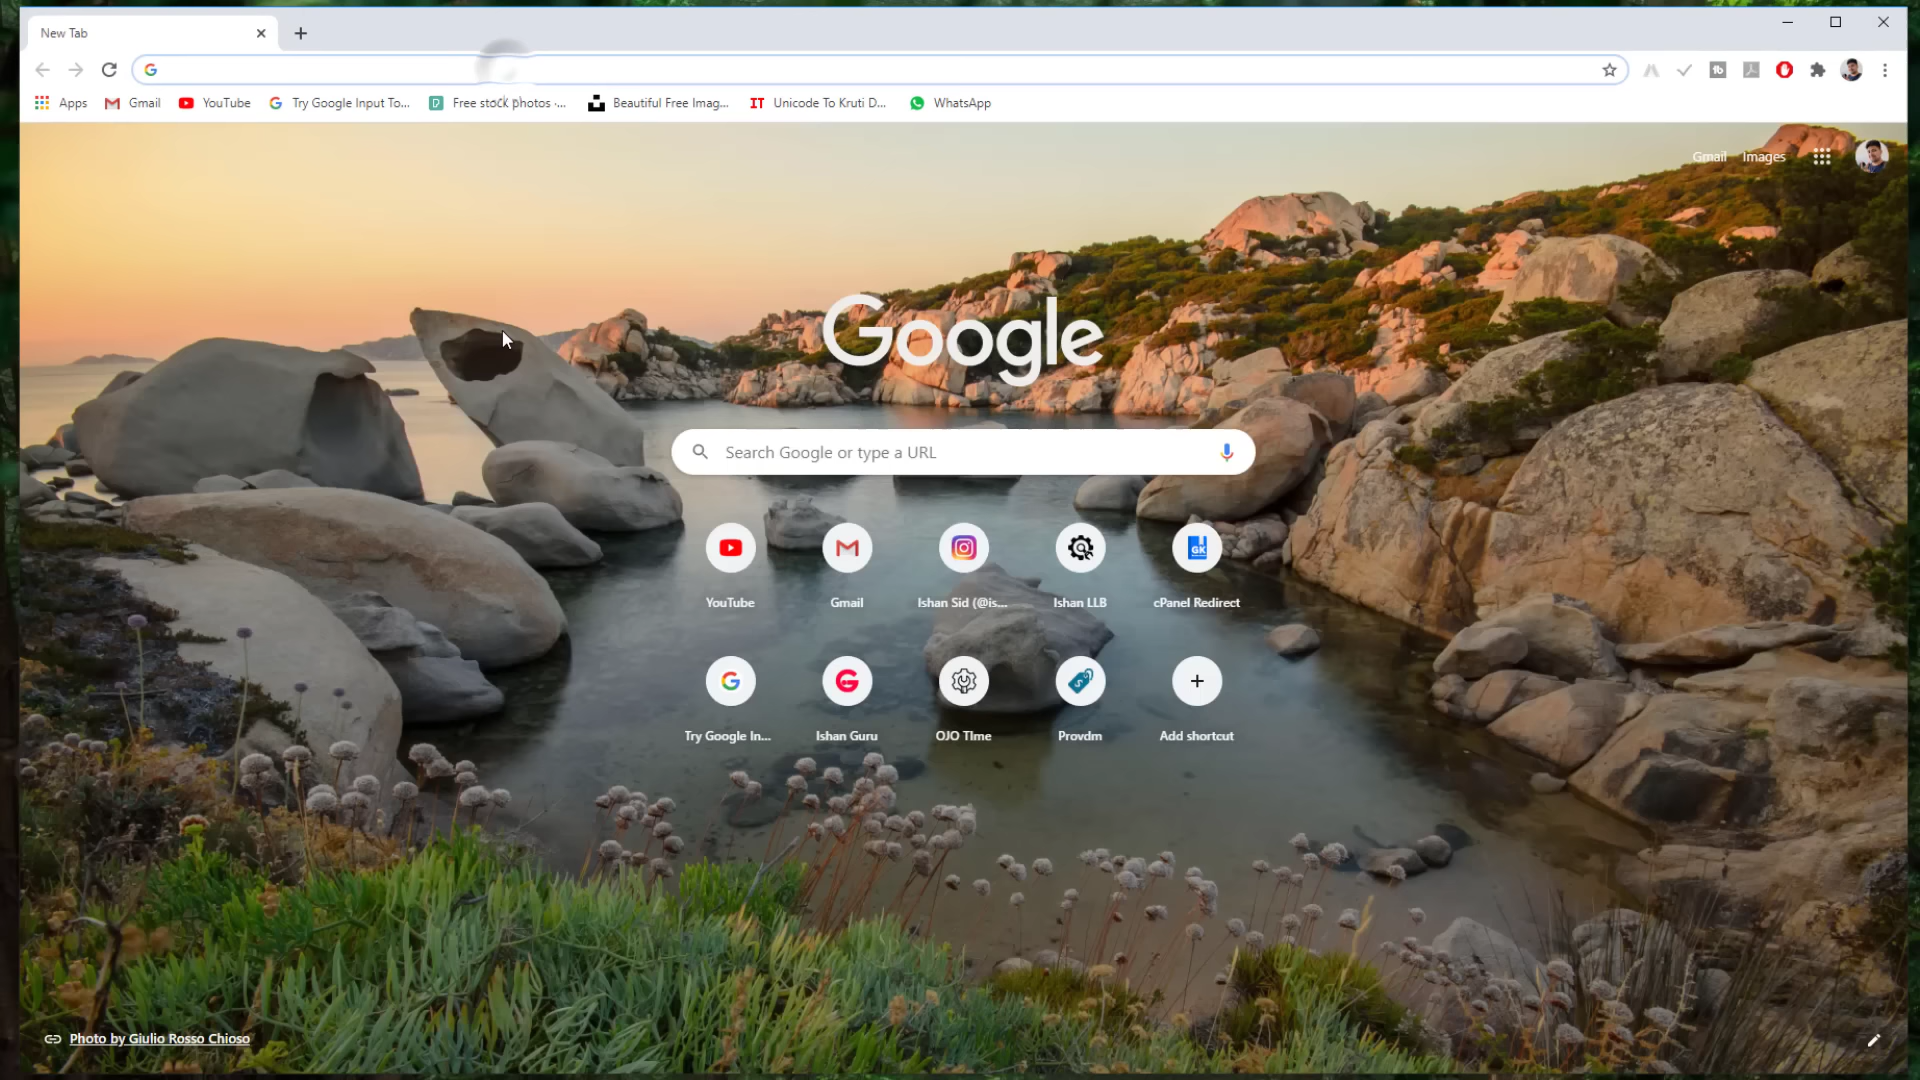 New Tab
Apps Gmail YouTube Try Google Input To... Free stock photos ·... Beautiful Free Imag... IT Unicode To Kruti D... WhatsApp
Gmail Images
Google
Search Google or type a URL
GK
YouTube Gmail Ishan Sid (@is... Ishan LLB cPanel Redirect
Try Google In... Ishan Guru OJO TIme Provdm Add shortcut
Photo by Giulio Rosso Chioso